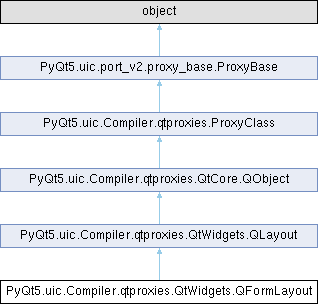 object
PyQt5.uic.port_v2.proxy_base.ProxyBase
PyQt5.uic.Compiler.qtproxies.ProxyClass
PyQt5.uic.Compiler.qtproxies.QtCore.QObject
PyQt5.uic.Compiler.qtproxies.QtWidgets.QLayout
PyQt5.uic.Compiler.qtproxies.QtWidgets.QFormLayout